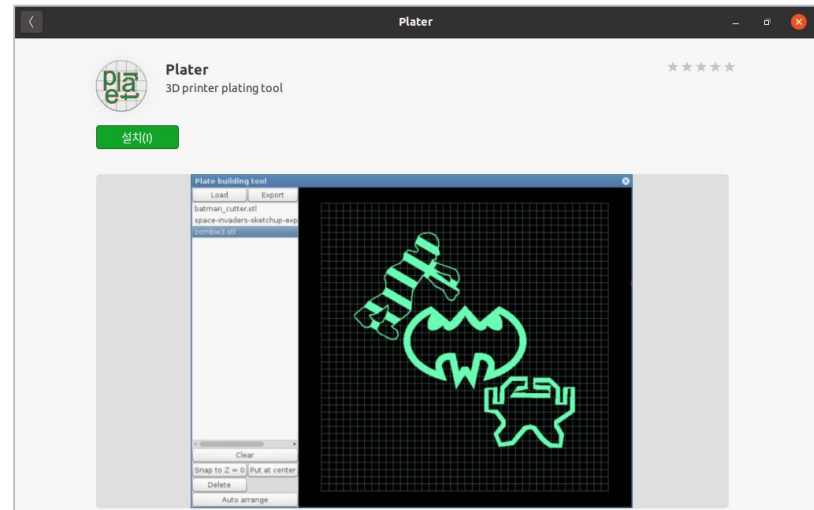 Plater
plate
Plater
3D printer plating tool
설치(I)
Plate building tool
Load Export
batman_cutter.stl
space-invaders-sketchup-exp
zombie3.stl
Clear
Snap to Z = 0 Put at center
Delete
Auto arrange